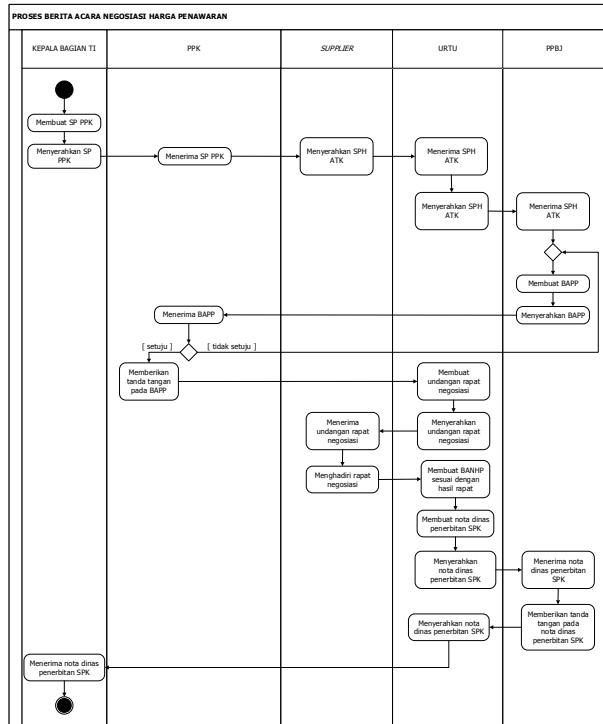 PROSES BERITA ACARA NEGOSIASI HARGA PENAWARAN
KEPALA BAGIAN TI
PPK
SUPPLIER
URTU
PPBJ
Membuat SP PPK
Menyerahkan SP
PPK
Menerima SP PPK
Menyerahkan SPH
ATK
Menerima SPH
ATK
Menyerahkan SPH
ATK
Menerima SPH
ATK
Membuat BAPP
Menyerahkan BAPP
Menerima BAPP
[ setuju ]
[ tidak setuju ]
Memberikan
tanda tangan
pada BAPP
Membuat
undangan rapat
negosiasi
Menyerahkan
undangan rapat
negosiasi
Menerima
undangan rapat
negosiasi
Menghadiri rapat
negosiasi
Membuat BANHP
sesuai dengan
hasil rapat
Membuat nota dinas
penerbitan SPK
Menyerahkan
nota dinas
penerbitan SPK
Menerima nota
dinas penerbitan
SPK
Memberikan tanda
tangan pada
nota dinas
penerbitan SPK
Menyerahkan nota
dinas penerbitan SPK
Menerima nota dinas
penerbitan SPK